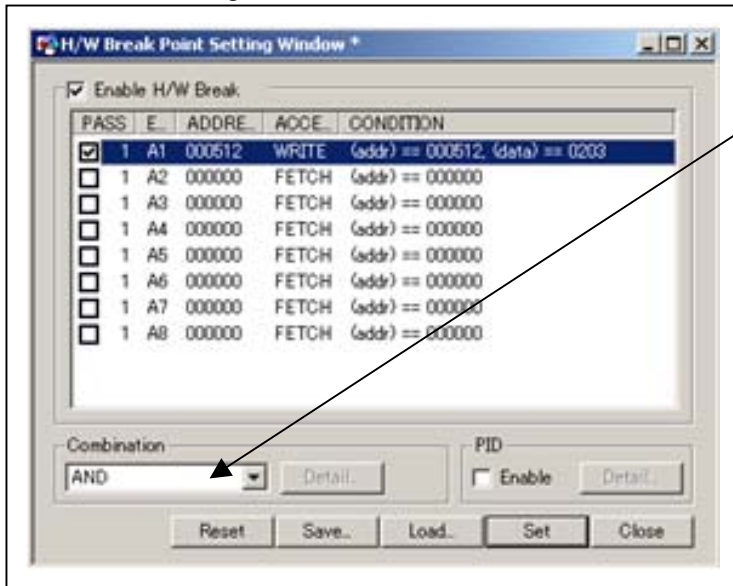 H/W Break Point Setting Window *
Enable H/W Break
PASS E... ADDRE... ACCE... CONDITION
1 A1 000512 WRITE (addr) == 000512, (data) == 0203
1 A2 000000 FETCH (addr) == 000000
1 A3 000000 FETCH (addr) == 000000
1 A4 000000 FETCH (addr) == 000000
1 A5 000000 FETCH (addr) == 000000
1 A6 000000 FETCH (addr) == 000000
1 A7 000000 FETCH (addr) == 000000
1 A8 000000 FETCH (addr) == 000000
Combination PID
AND Detail... Enable Detail...
Reset Save... Load... Set Close